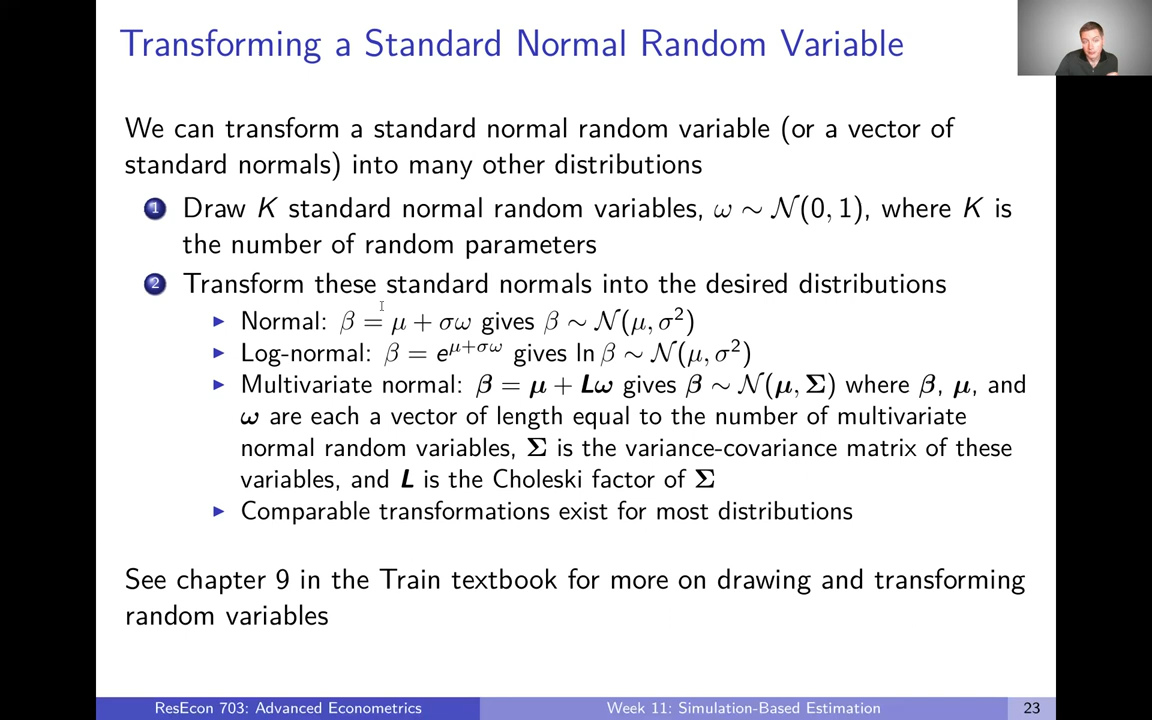 Transforming a Standard Normal Random Variable
We can transform a standard normal random variable (or a vector of
standard normals) into many other distributions
1 Draw K standard normal random variables, ω ∼ 𝒩(0, 1), where K is
the number of random parameters
2 Transform these standard normals into the desired distributions
▶ Normal: β = μ + σω gives β ∼ 𝒩(μ, σ²)
▶ Log-normal: β = e^{μ+σω} gives ln β ∼ 𝒩(μ, σ²)
▶ Multivariate normal: β = μ + Lω gives β ∼ 𝒩(μ, Σ) where β, μ, and
ω are each a vector of length equal to the number of multivariate
normal random variables, Σ is the variance-covariance matrix of these
variables, and L is the Choleski factor of Σ
▶ Comparable transformations exist for most distributions
See chapter 9 in the Train textbook for more on drawing and transforming
random variables
ResEcon 703: Advanced Econometrics Week 11: Simulation-Based Estimation 23